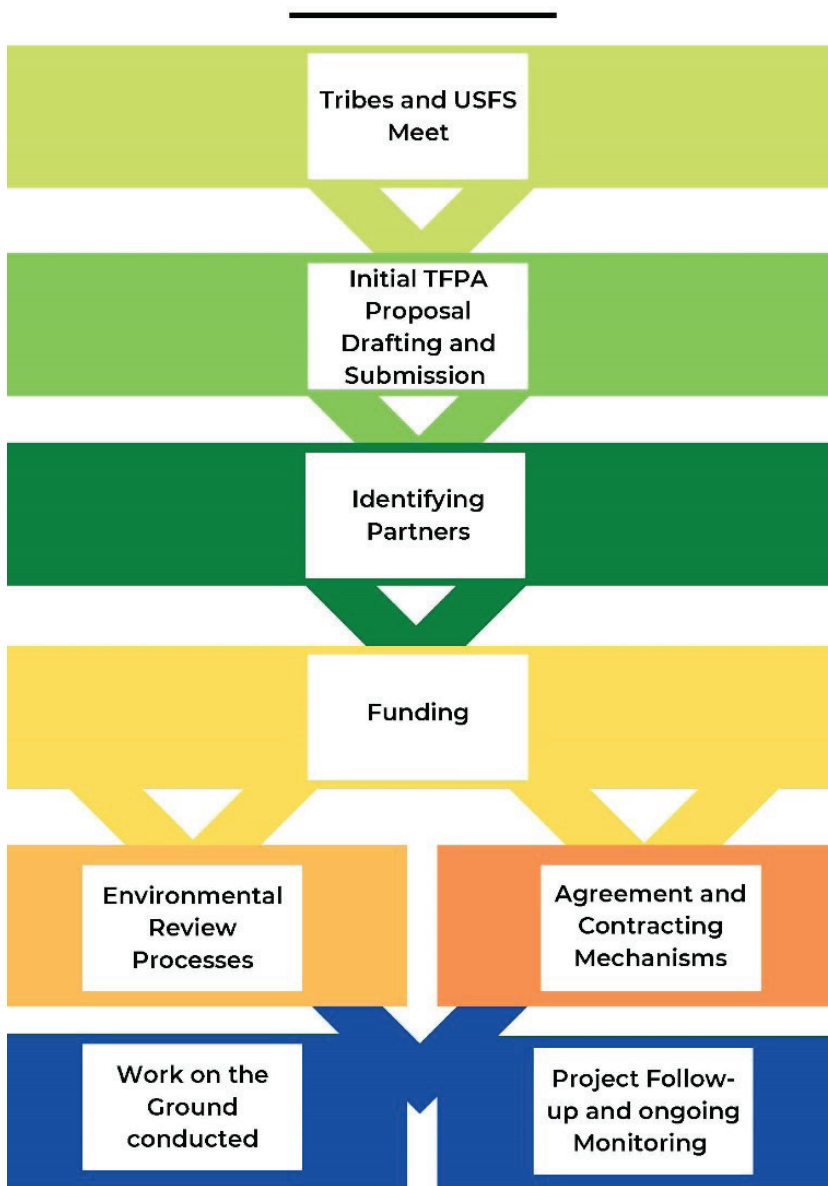 Tribes and USFS
Meet
Initial TFPA
Proposal
Drafting and
Submission
Identifying
Partners
Funding
Environmental
Review
Processes
Agreement and
Contracting
Mechanisms
Work on the
Ground
conducted
Project Follow-
up and ongoing
Monitoring